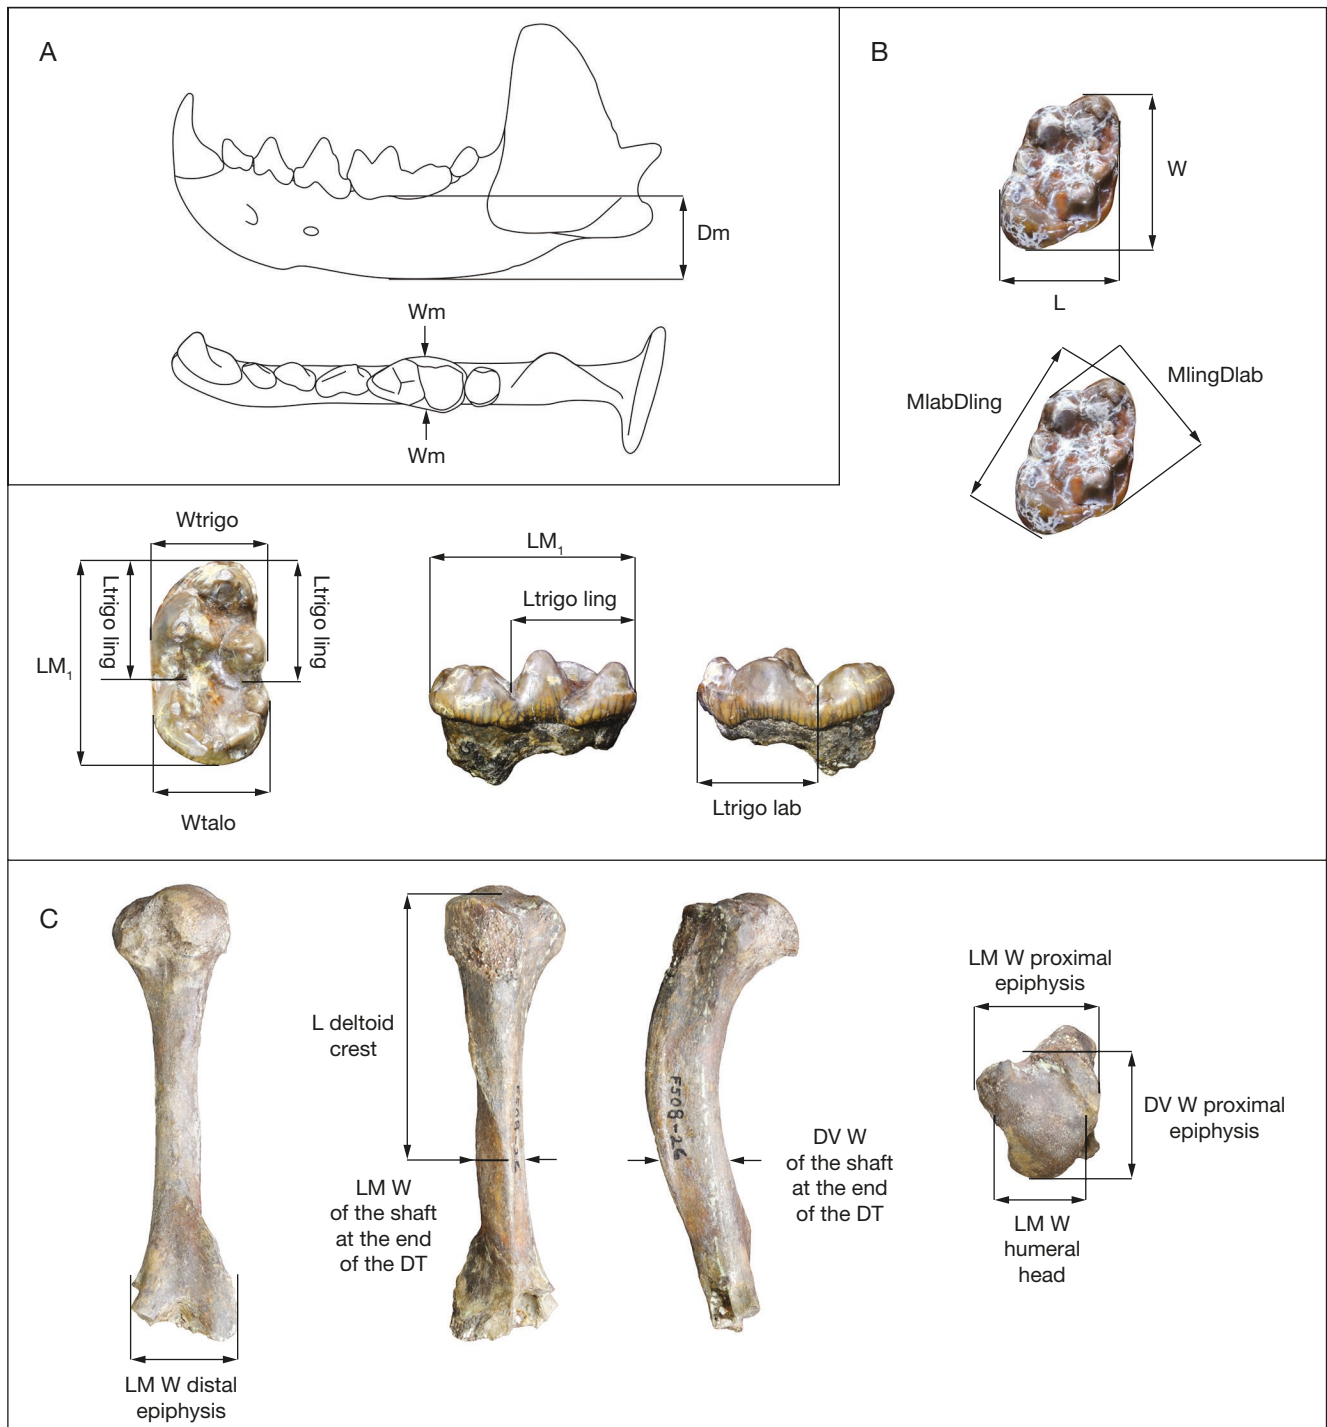 A
Dm
Wm
Wm
B
W
L
MlabDling
MlingDlab
Wtrigo
Ltrigo ling
Ltrigo ling
LM₁
Wtalo
LM₁
Ltrigo ling
Ltrigo lab
C
LM W distal
epiphysis
L deltoid
crest
LM W
of the shaft
at the end
of the DT
F508-26
F508-26
DV W
of the shaft
at the end
of the DT
LM W proximal
epiphysis
DV W proximal
epiphysis
LM W
humeral
head